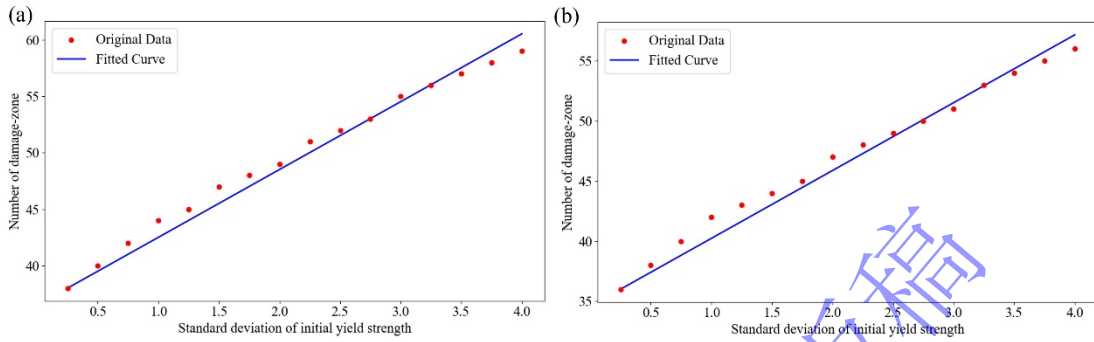 (a)
Original Data
Fitted Curve
Number of damage-zone
60
55
50
45
40
0.5 1.0 1.5 2.0 2.5 3.0 3.5 4.0
Standard deviation of initial yield strength
(b)
Original Data
Fitted Curve
Number of damage-zone
55
50
45
40
35
0.5 1.0 1.5 2.0 2.5 3.0 3.5 4.0
Standard deviation of initial yield strength
稿